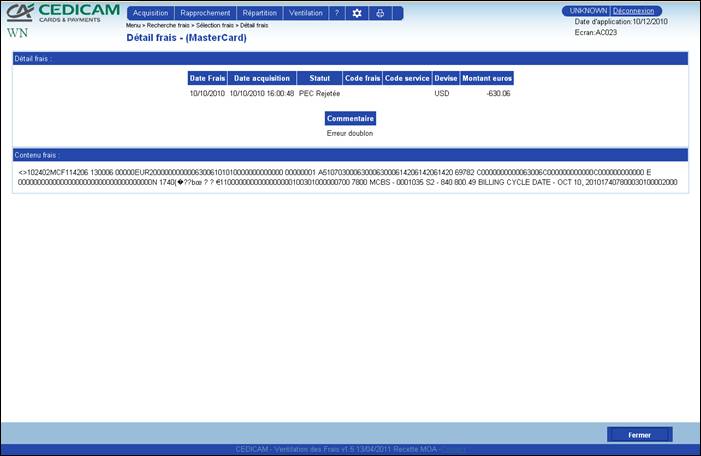 CEDICAM
CARDS & PAYMENTS
WN
Acquisition Rapprochement Répartition Ventilation ?
UNKNOWN Déconnexion
Date d'application:10/12/2010
Ecran:AC023
Menu > Recherche frais > Sélection frais > Détail frais
Détail frais - (MasterCard)
Détail frais :
Date Frais Date acquisition Statut Code frais Code service Devise Montant euros
10/10/2010 10/10/2010 16:00:48 PEC Rejetée USD -630.06
Commentaire
Erreur doublon
Contenu frais :
<>102402MCF114206 130006 00000EUR2000000000063006101010000000000000 00000001 A5107030006300063000614206142061420 69782 C00000000000063006C000000000000C000000000000 E
00000000000000000000000000000000000N 1740{�??bœ ? ? €11000000000000000001003010000000700 7800 MCBS - 0001035 S2 - 840 800.49 BILLING CYCLE DATE - OCT 10, 20101740780003010000200​0
Fermer
CEDICAM - Ventilation des Frais v1.5 13/04/2011 Recette MOA -